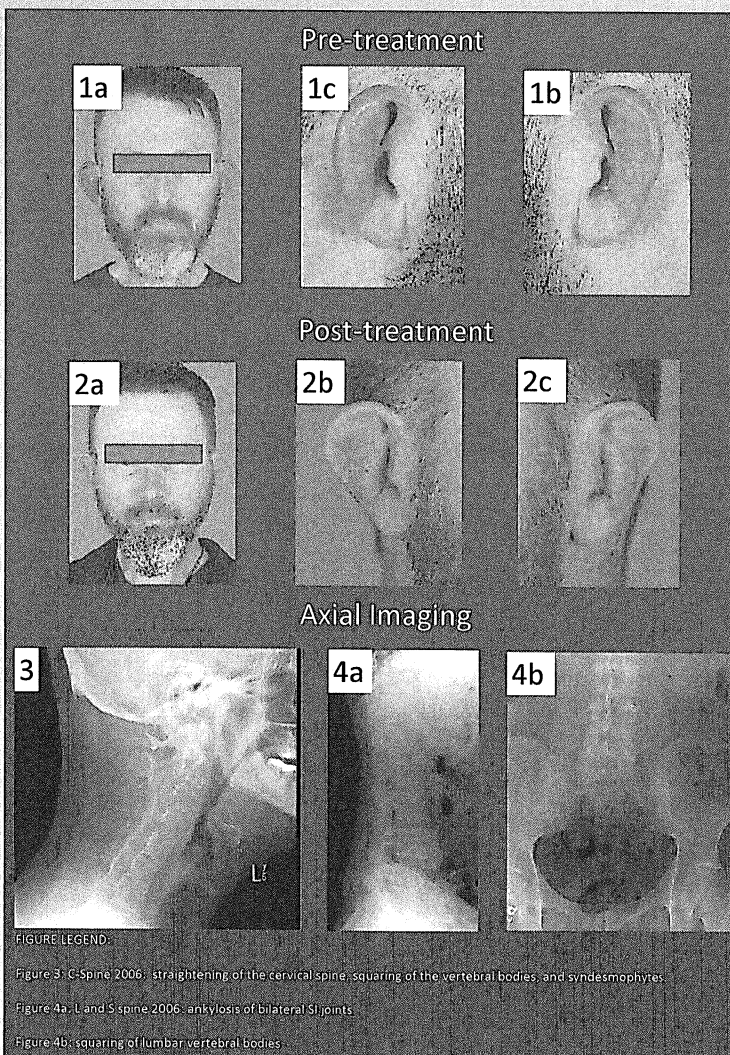 Pre-treatment
1a
1c
1b
Post-treatment
2a
2b
2c
Axial Imaging
3
4a
4b
L
FIGURE LEGEND:
Figure 3: C-Spine 2006: straightening of the cervical spine, squaring of the vertebral bodies, and syndesmophytes.
Figure 4a: L and S spine 2006: ankylosis of bilateral SI joints
Figure 4b: squaring of lumbar vertebral bodies